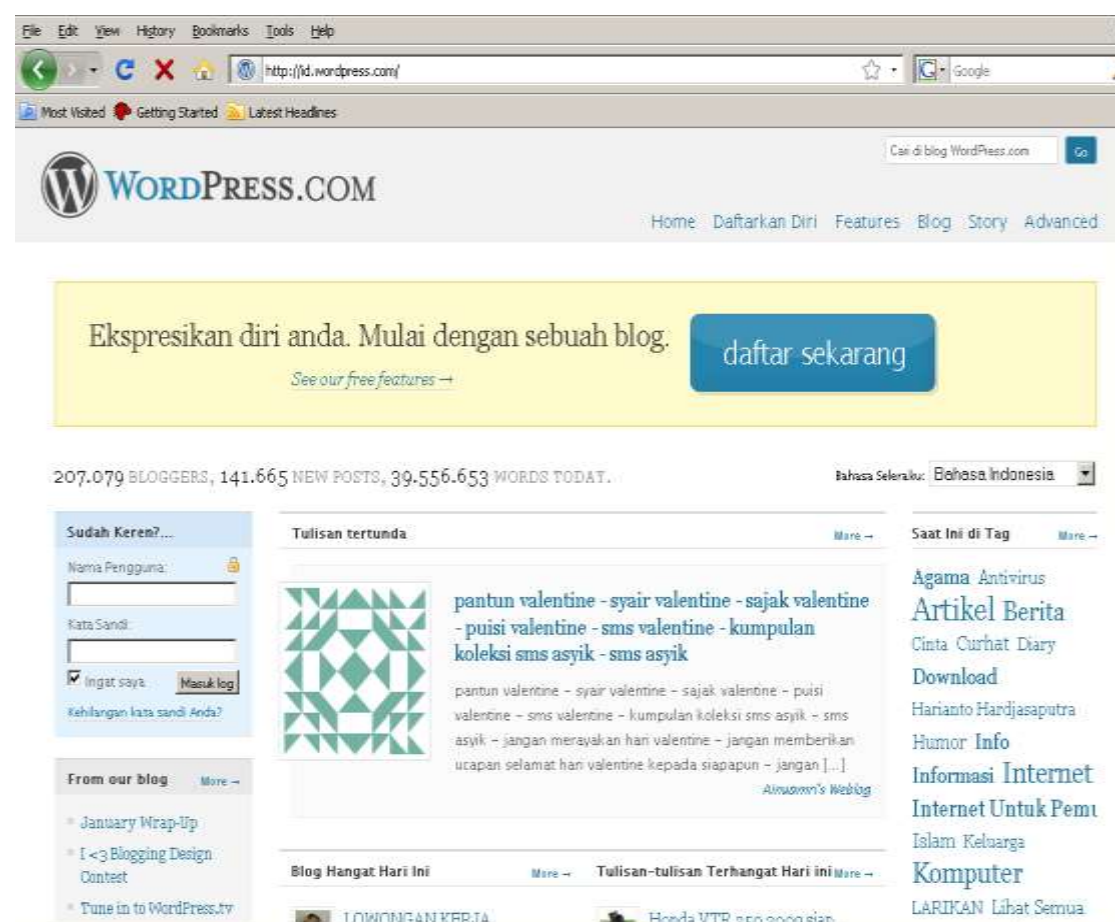 File Edit View History Bookmarks Tools Help
http://id.wordpress.com/
Google
Most Visited Getting Started Latest Headlines
Cari di blog WordPress.com Go
WORDPRESS.COM
Home Daftarkan Diri Features Blog Story Advanced
Ekspresikan diri anda. Mulai dengan sebuah blog.
See our free features →
daftar sekarang
207.079 BLOGGERS, 141.665 NEW POSTS, 39.556.653 WORDS TODAY.
Bahasa Seleraku: Bahasa Indonesia
Sudah Keren?...
Nama Pengguna:
Kata Sandi:
Ingat saya Masuk log
Kehilangan kata sandi Anda?
From our blog More →
January Wrap-Up
I <3 Blogging Design
Contest
Tune in to WordPress.tv
Tulisan tertunda More →
pantun valentine - syair valentine - sajak valentine
- puisi valentine - sms valentine - kumpulan
koleksi sms asyik - sms asyik
pantun valentine – syair valentine – sajak valentine – puisi
valentine – sms valentine – kumpulan koleksi sms asyik – sms
asyik – jangan merayakan hari valentine – jangan memberikan
ucapan selamat hari valentine kepada siapapun – jangan [...]
Weblog
Blog Hangat Hari Ini More →
LOWONGAN KERJA
Tulisan-tulisan Terhangat Hari ini More →
Honda VTR 250 2009 siap
Saat Ini di Tag More →
Agama Antivirus
Artikel Berita
Cinta Curhat Diary
Download
Harianto Hardjasaputra
Humor Info
Informasi Internet
Internet Untuk
Islam Keluarga
Komputer
LARIKAN Lihat Semua